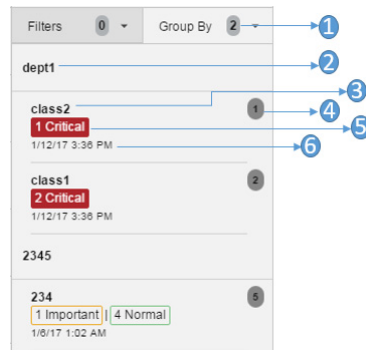 Filters 0 Group By 2 1
dept1 2
class2 1 3
4
1 Critical 5
1/12/17 3:36 PM 6
class1 2
2 Critical
1/12/17 3:36 PM
2345
234 5
1 Important | 4 Normal
1/6/17 1:02 AM